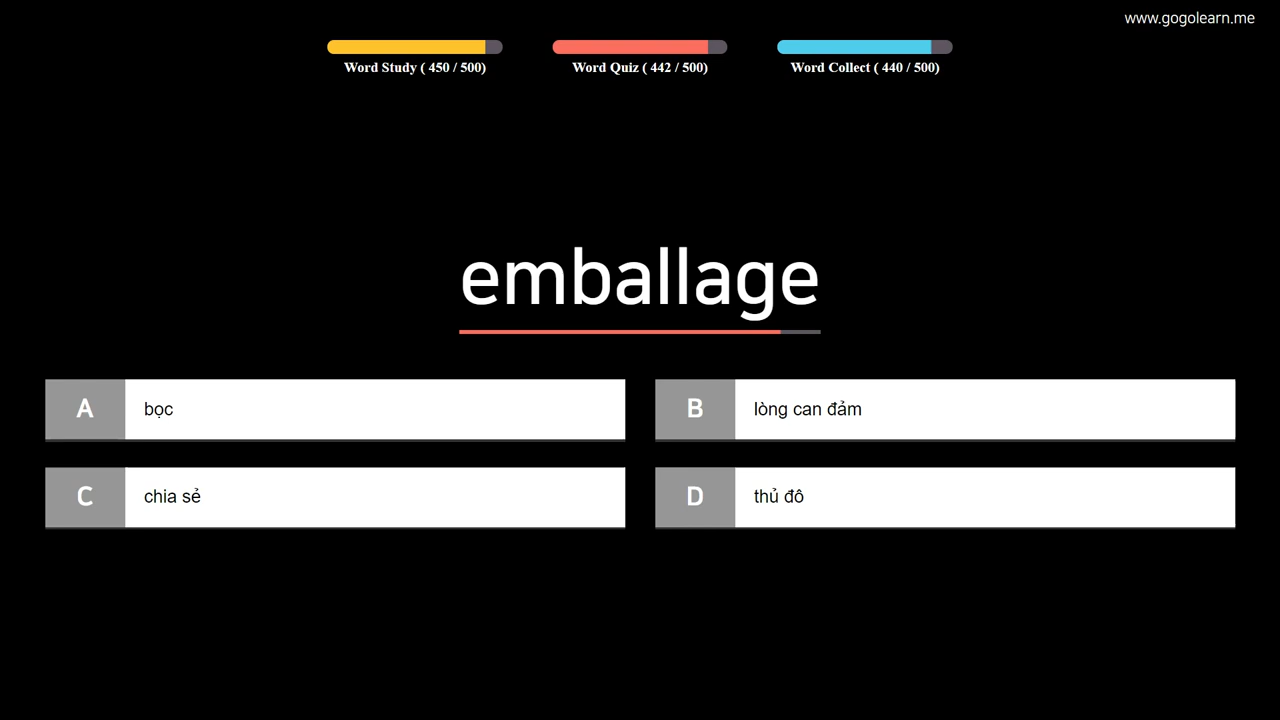 www.gogolearn.me
Word Study ( 450 / 500)
Word Quiz ( 442 / 500)
Word Collect ( 440 / 500)
emballage
A
bọc
B
lòng can đảm
C
chia sẻ
D
thủ đô